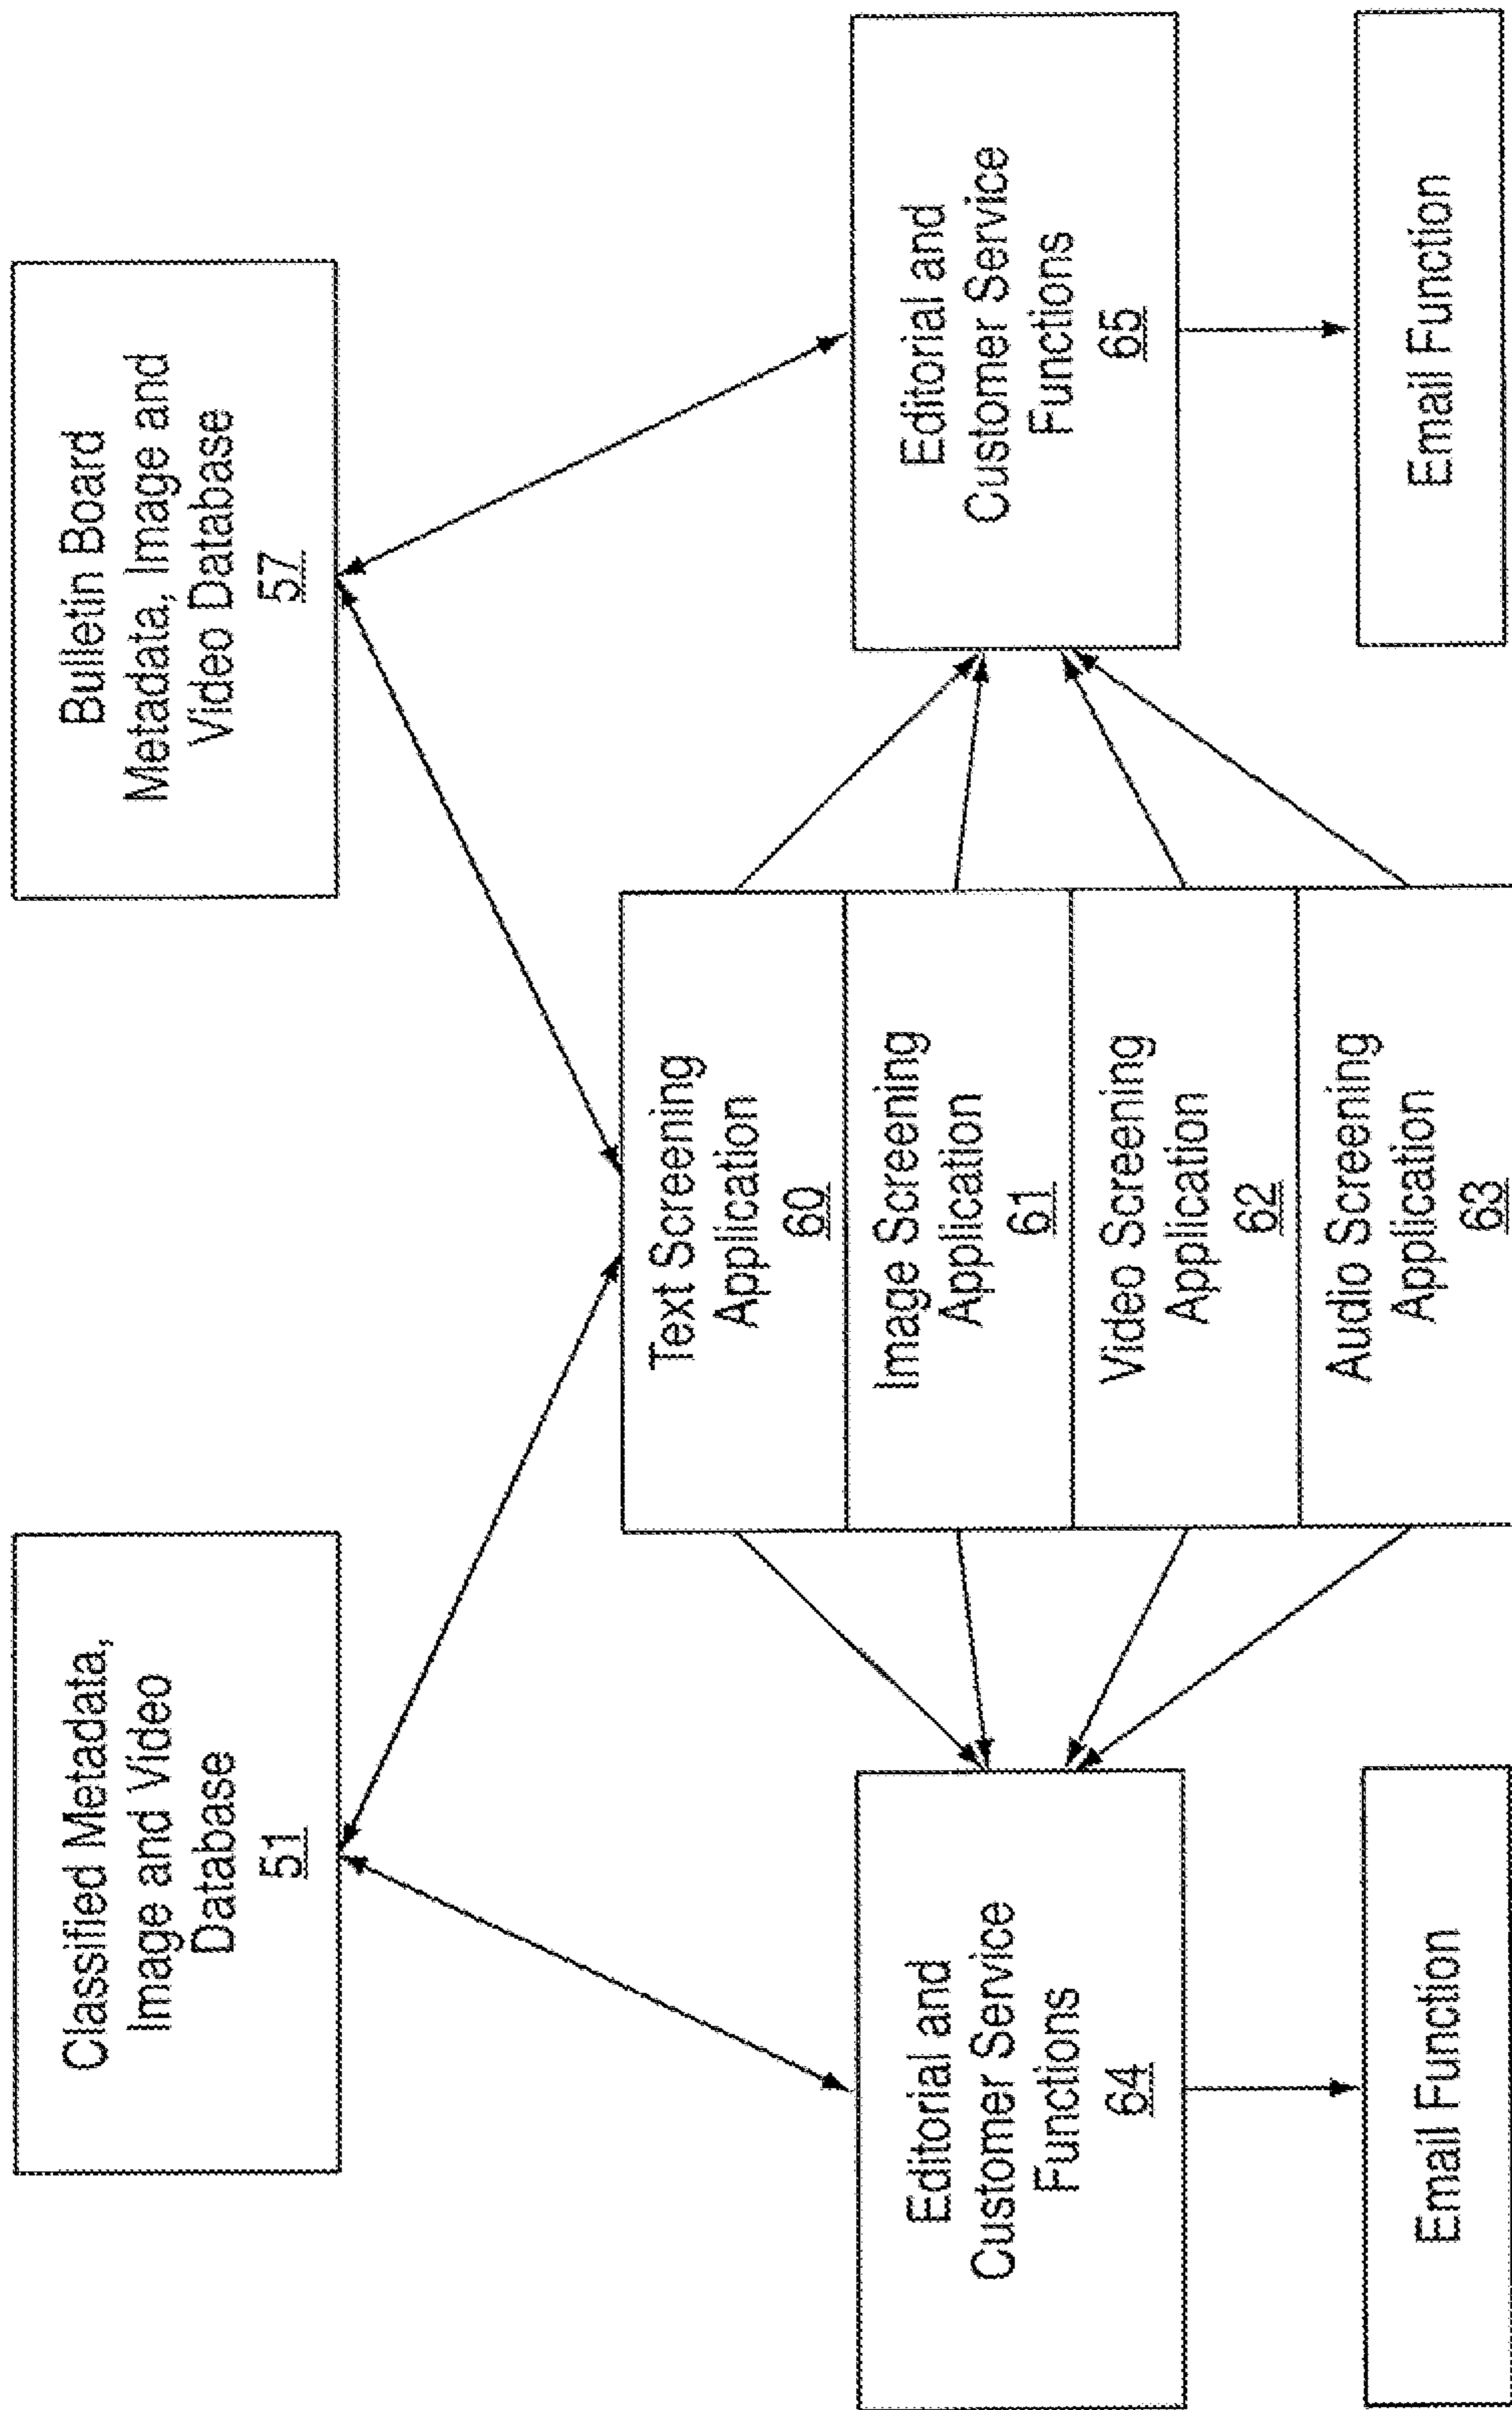 Classified Metadata,
Image and Video
Database
51
Bulletin Board
Metadata, Image and
Video Database
57
Text Screening
Application
60
Image Screening
Application
61
Video Screening
Application
62
Audio Screening
Application
63
Editorial and
Customer Service
Functions
64
Editorial and
Customer Service
Functions
65
Email Function
Email Function